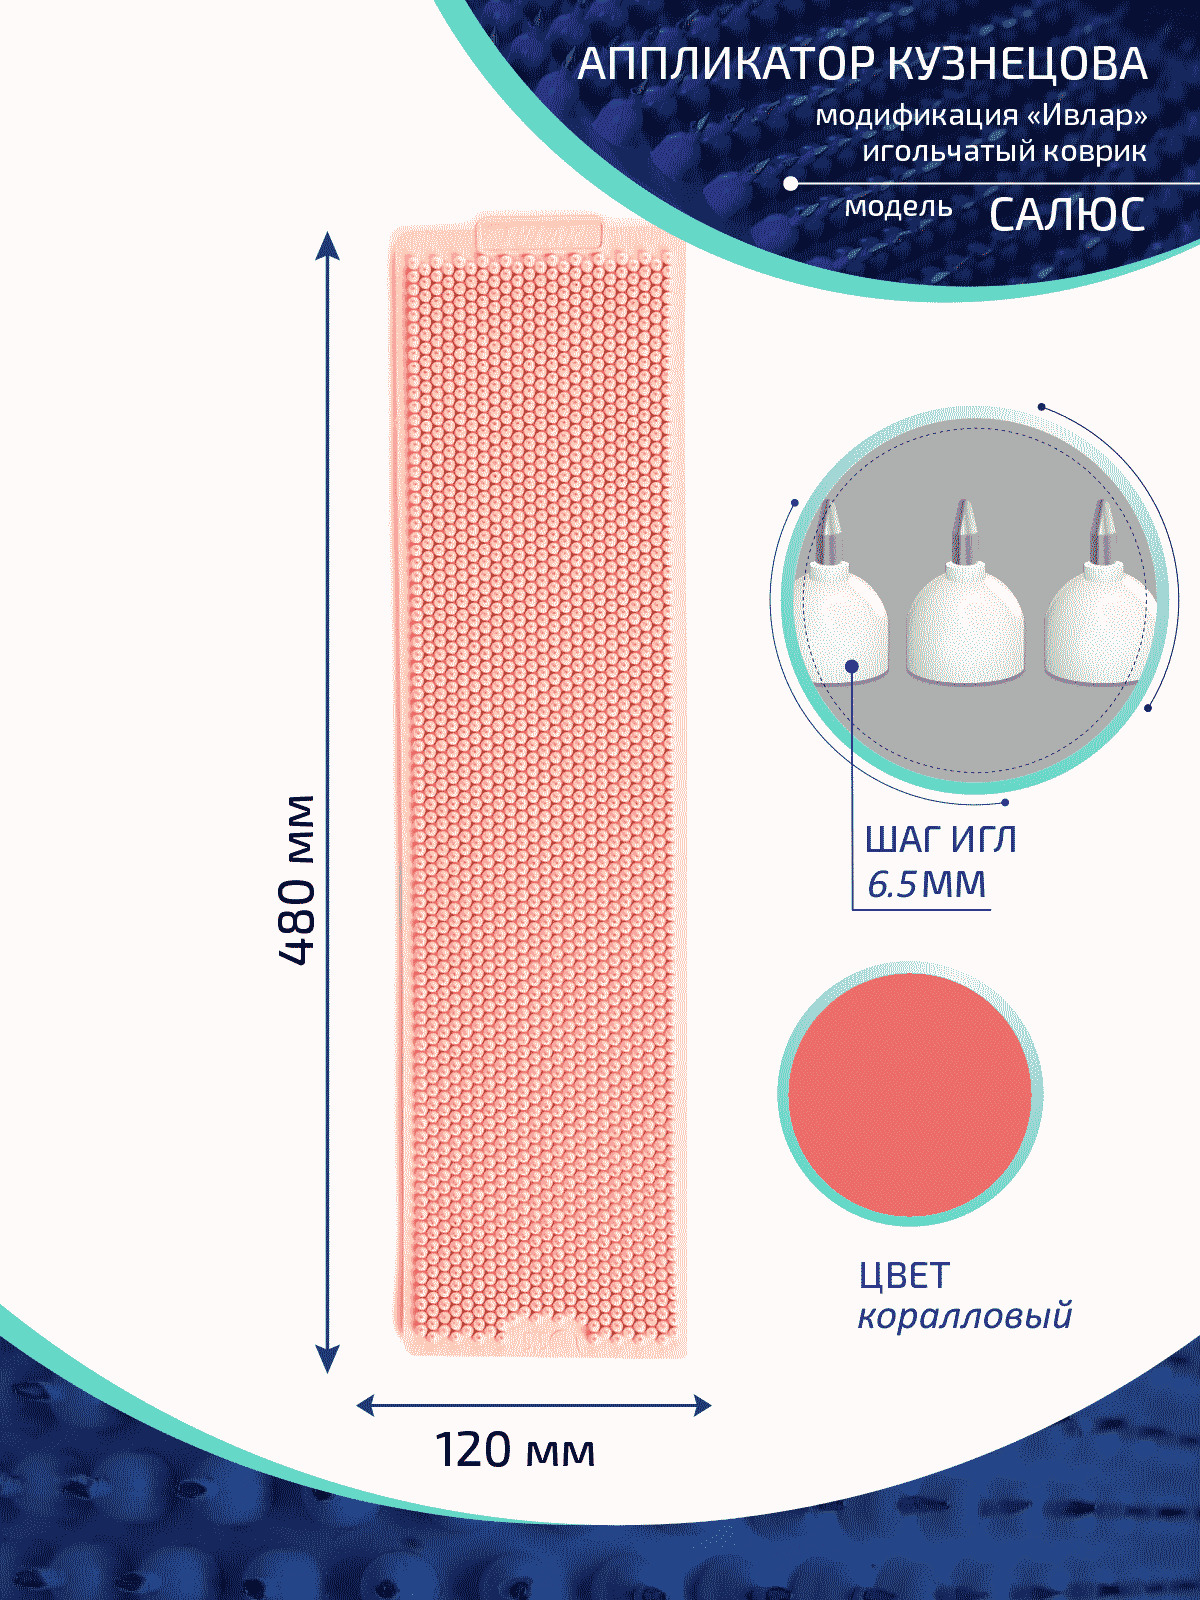 АППЛИКАТОР КУЗНЕЦОВА
модификация «Ивлар»
игольчатый коврик
модель САЛЮС
480 мм
ШАГ ИГЛ
6.5 ММ
ЦВЕТ
коралловый
120 мм